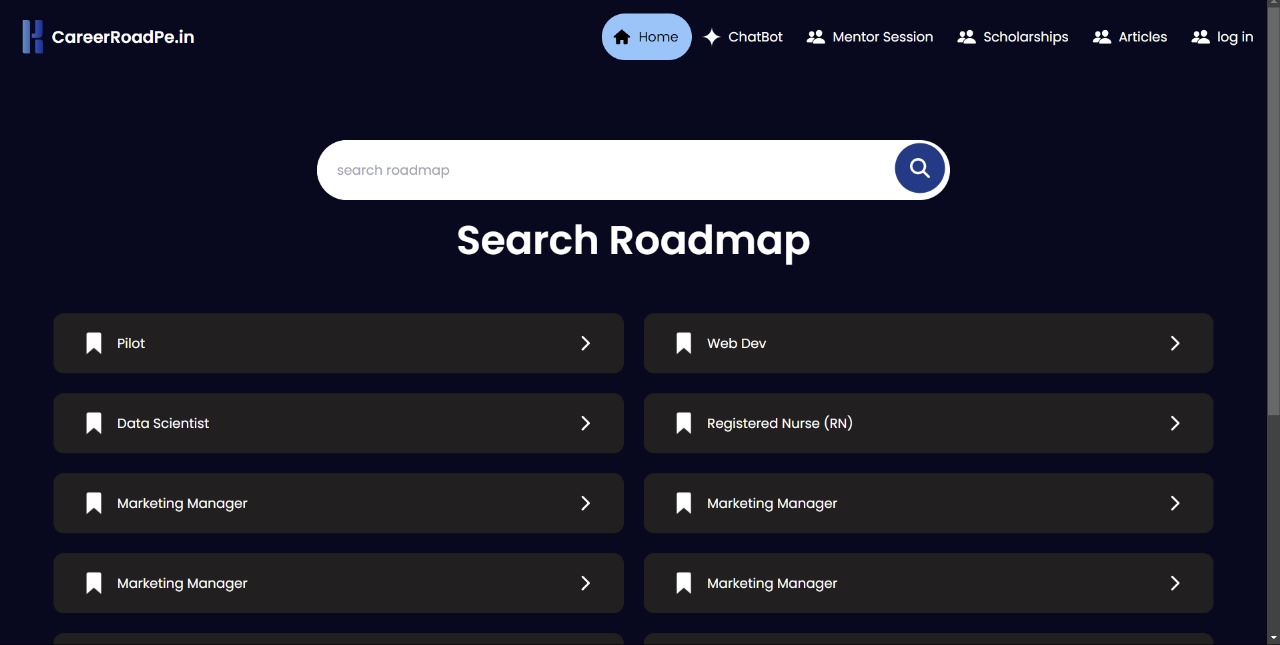 CareerRoadPe.in
Home
ChatBot
Mentor Session
Scholarships
Articles
log in
search roadmap
Search Roadmap
Pilot
Web Dev
Data Scientist
Registered Nurse (RN)
Marketing Manager
Marketing Manager
Marketing Manager
Marketing Manager